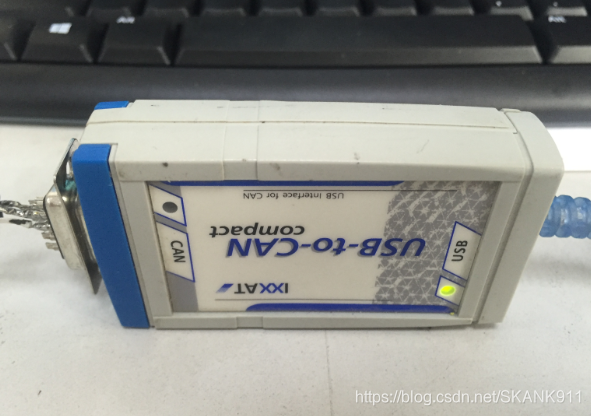 IXXAT
USB-to-CAN
compact
USB Interface for CAN
CAN
USB
https://blog.csdn.net/SKANK911